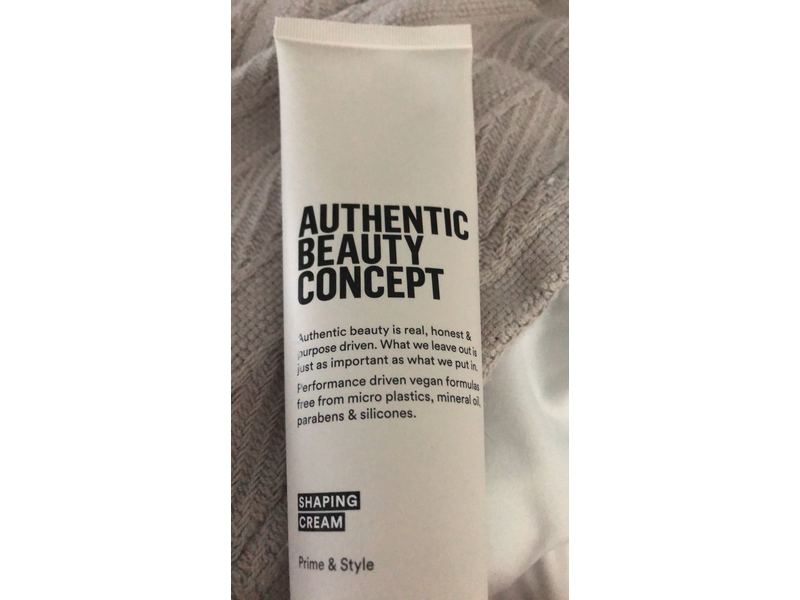 AUTHENTIC
BEAUTY
CONCEPT
Authentic beauty is real, honest &
purpose driven. What we leave out is
just as important as what we put in.
Performance driven vegan formulas
free from micro plastics, mineral oil,
parabens & silicones.
SHAPING
CREAM
Prime & Style